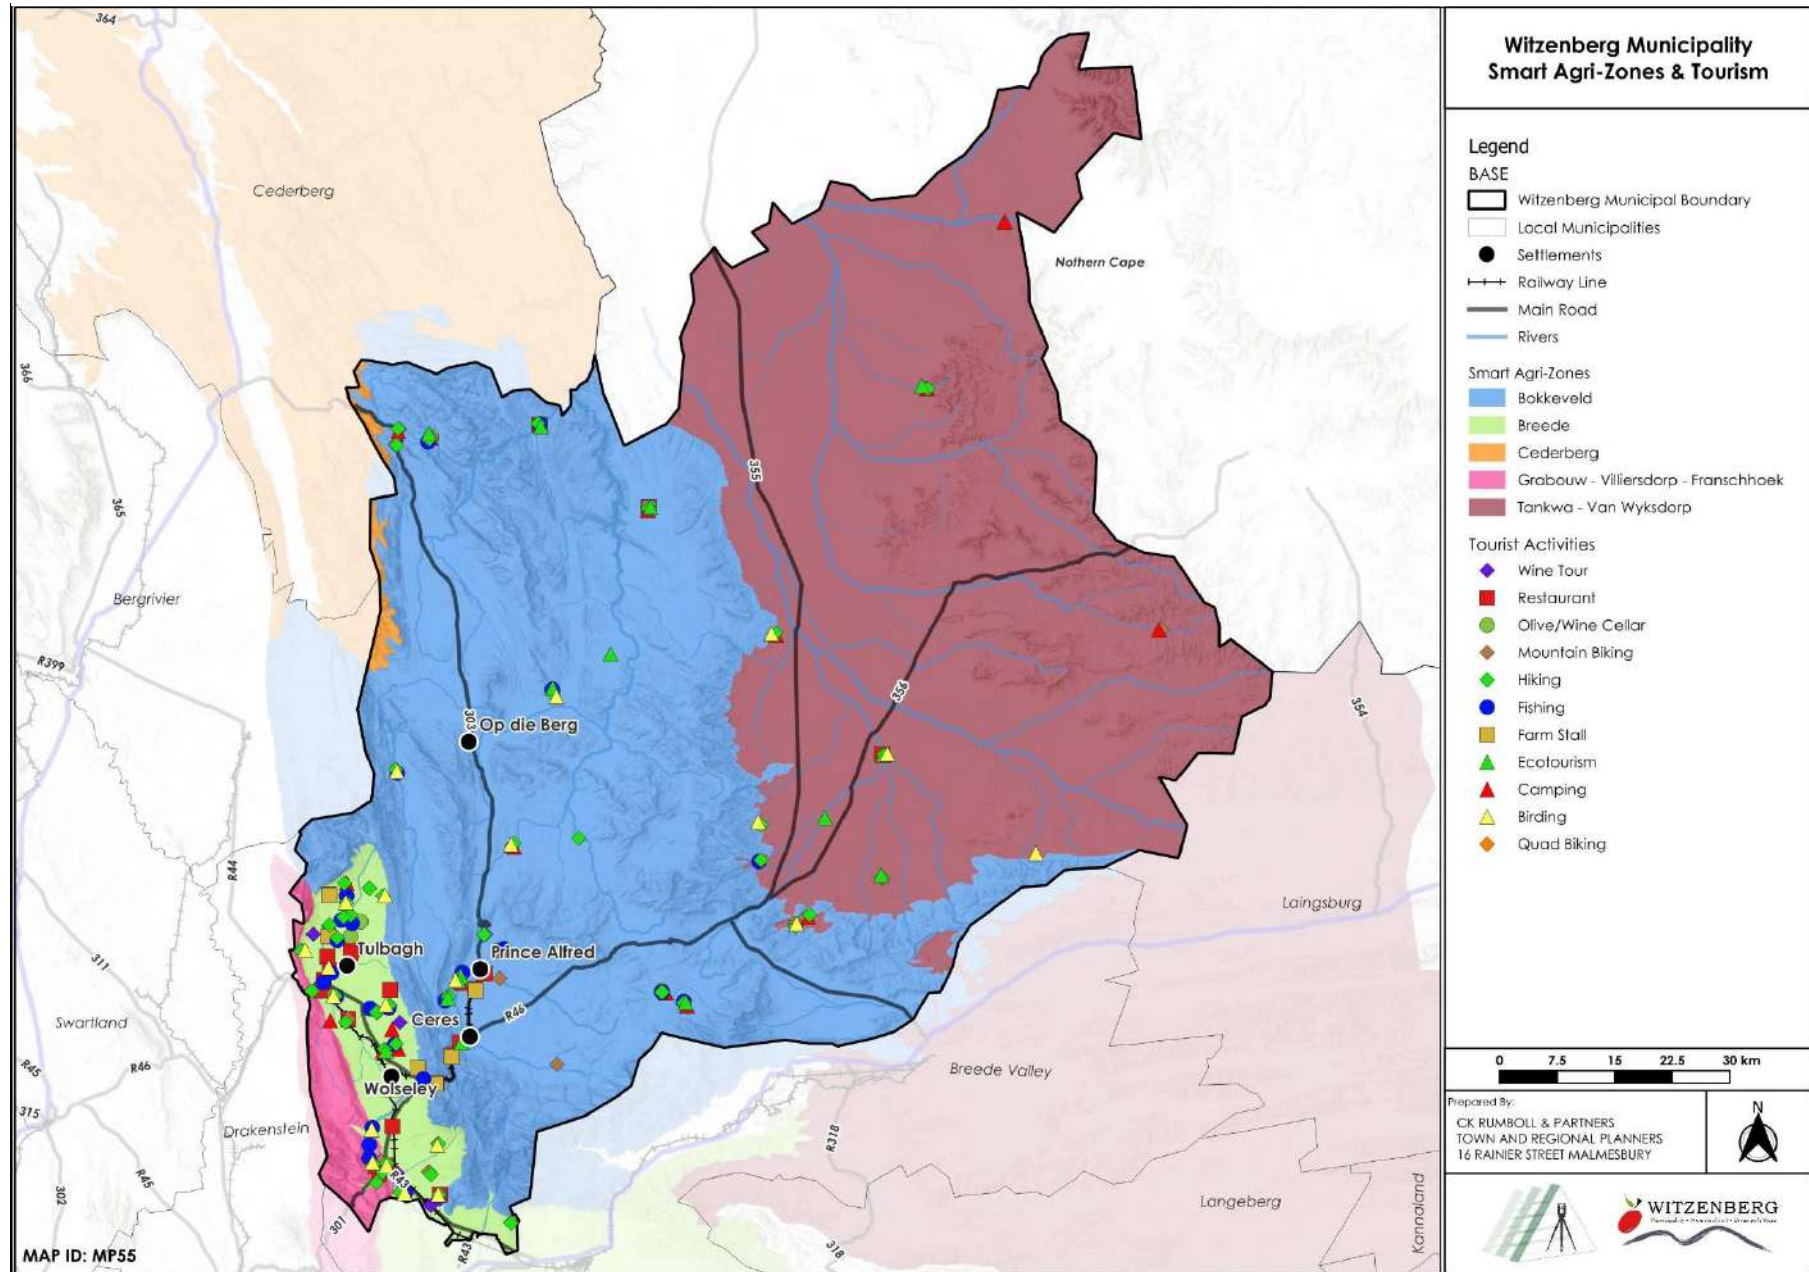 Witzenberg Municipality
Smart Agri-Zones & Tourism
Legend
BASE
Witzenberg Municipal Boundary
Local Municipalities
Settlements
Railway Line
Main Road
Rivers
Smart Agri-Zones
Bokkeveld
Breede
Cederberg
Grabouw - Villiersdorp - Franschhoek
Tankwa - Van Wyksdorp
Tourist Activities
Wine Tour
Restaurant
Olive/Wine Cellar
Mountain Biking
Hiking
Fishing
Farm Stall
Ecotourism
Camping
Birding
Quad Biking
0 7.5 15 22.5 30 km
Prepared By:
CK RUMBOLL & PARTNERS
TOWN AND REGIONAL PLANNERS
16 RAINIER STREET MALMESBURY
N
WITZENBERG
364
Cederberg
Nothern Cape
366
365
355
Bergrivier
R399
356
354
303
Op die Berg
R44
Laingsburg
311
Tulbagh
Prince Alfred
Swartland
Ceres
R46
R46
R45
Breede Valley
Wolseley
315
Drakenstein
R318
R45
R43
302
Langeberg
301
R43
318
Kannaland
MAP ID: MP55